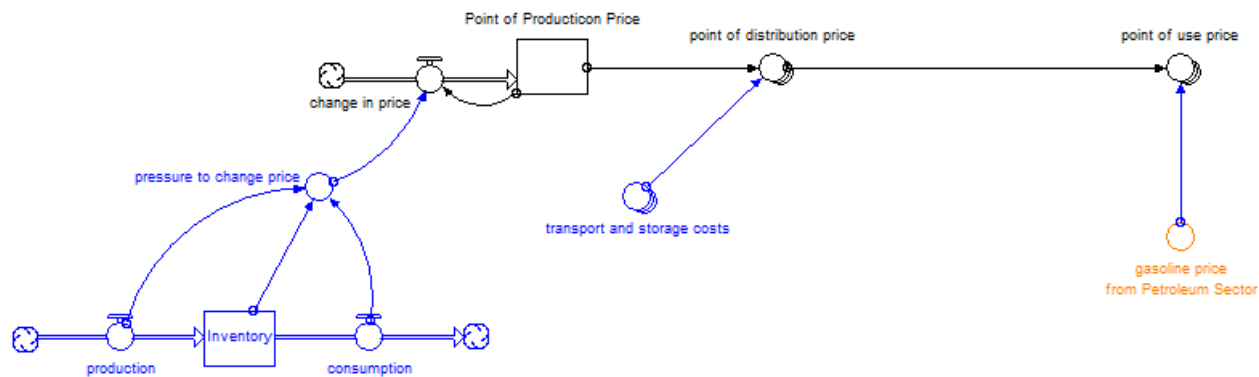 Point of Producticon Price
point of distribution price
point of use price
change in price
pressure to change price
transport and storage costs
gasoline price
from Petroleum Sector
Inventory
production
consumption